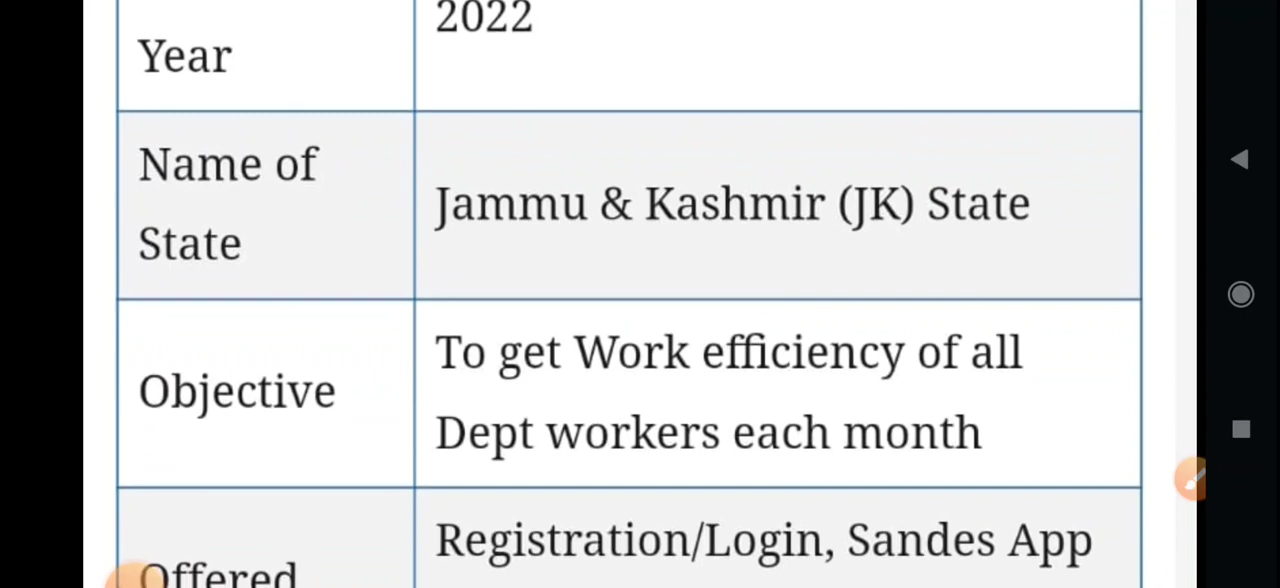 2022
Year
Name of
State
Jammu & Kashmir (JK) State
Objective
To get Work efficiency of all
Dept workers each month
Offered
Registration/Login, Sandes App